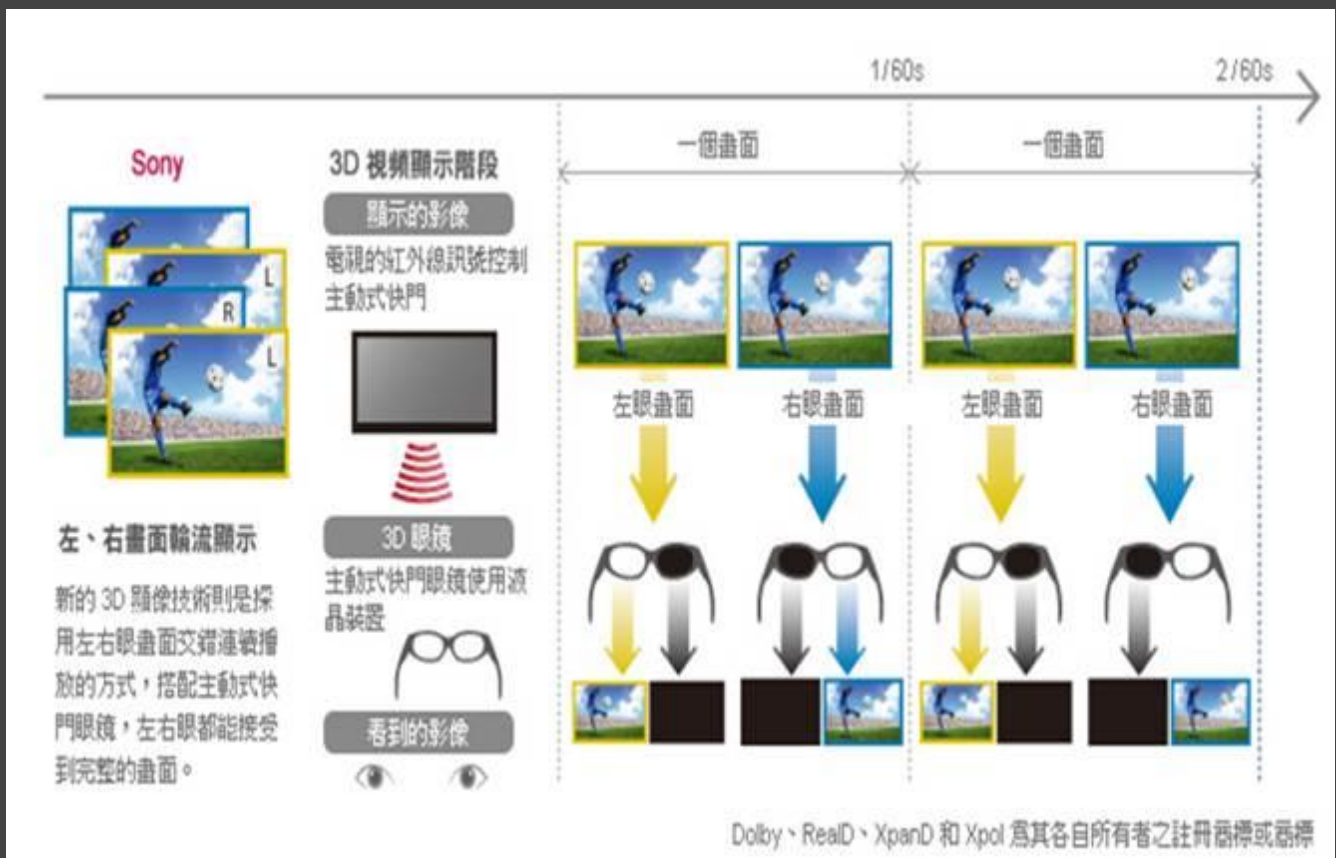 1/60s
2/60s
一個畫面
一個畫面
Sony
L
R
L
左、右畫面輪流顯示
新的 3D 顯像技術則是採
用左右眼畫面交錯連續播
放的方式，搭配主動式快
門眼鏡，左右眼都能接受
到完整的畫面。
3D 視頻顯示階段
顯示的影像
電視的紅外線訊號控制
主動式快門
3D 眼鏡
主動式快門眼鏡使用液
晶裝置
看到的影像
左眼畫面
右眼畫面
左眼畫面
右眼畫面
Dolby、RealD、XpanD 和 Xpol 為其各自所有者之註冊商標或商標